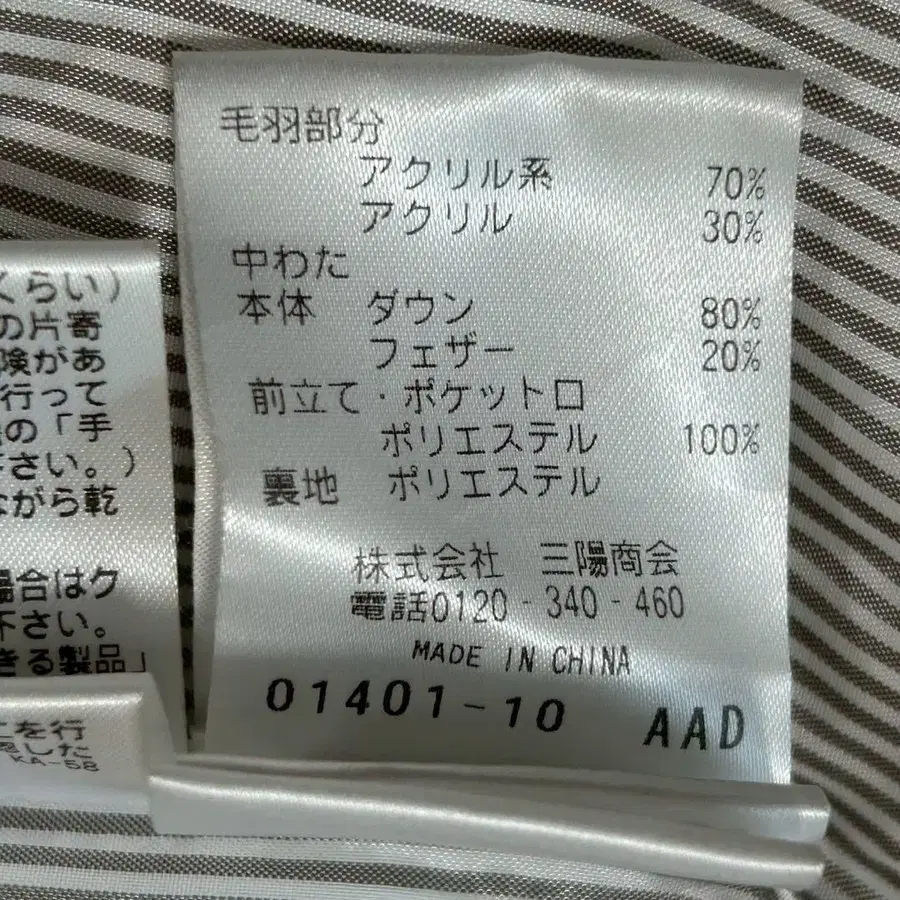 毛羽部分
アクリル系 70%
アクリル 30%
中わた
本体 ダウン 80%
フェザー 20%
前立て・ポケット口
ポリエステル 100%
裏地 ポリエステル
株式会社 三陽商会
電話0120-340-460
MADE IN CHINA
01401-10 AAD
くらい)
の片寄
険があ
行って
の「手
さい。)
ながら乾
場合はク
下さい。
きる製品」
を行
した
KA-58